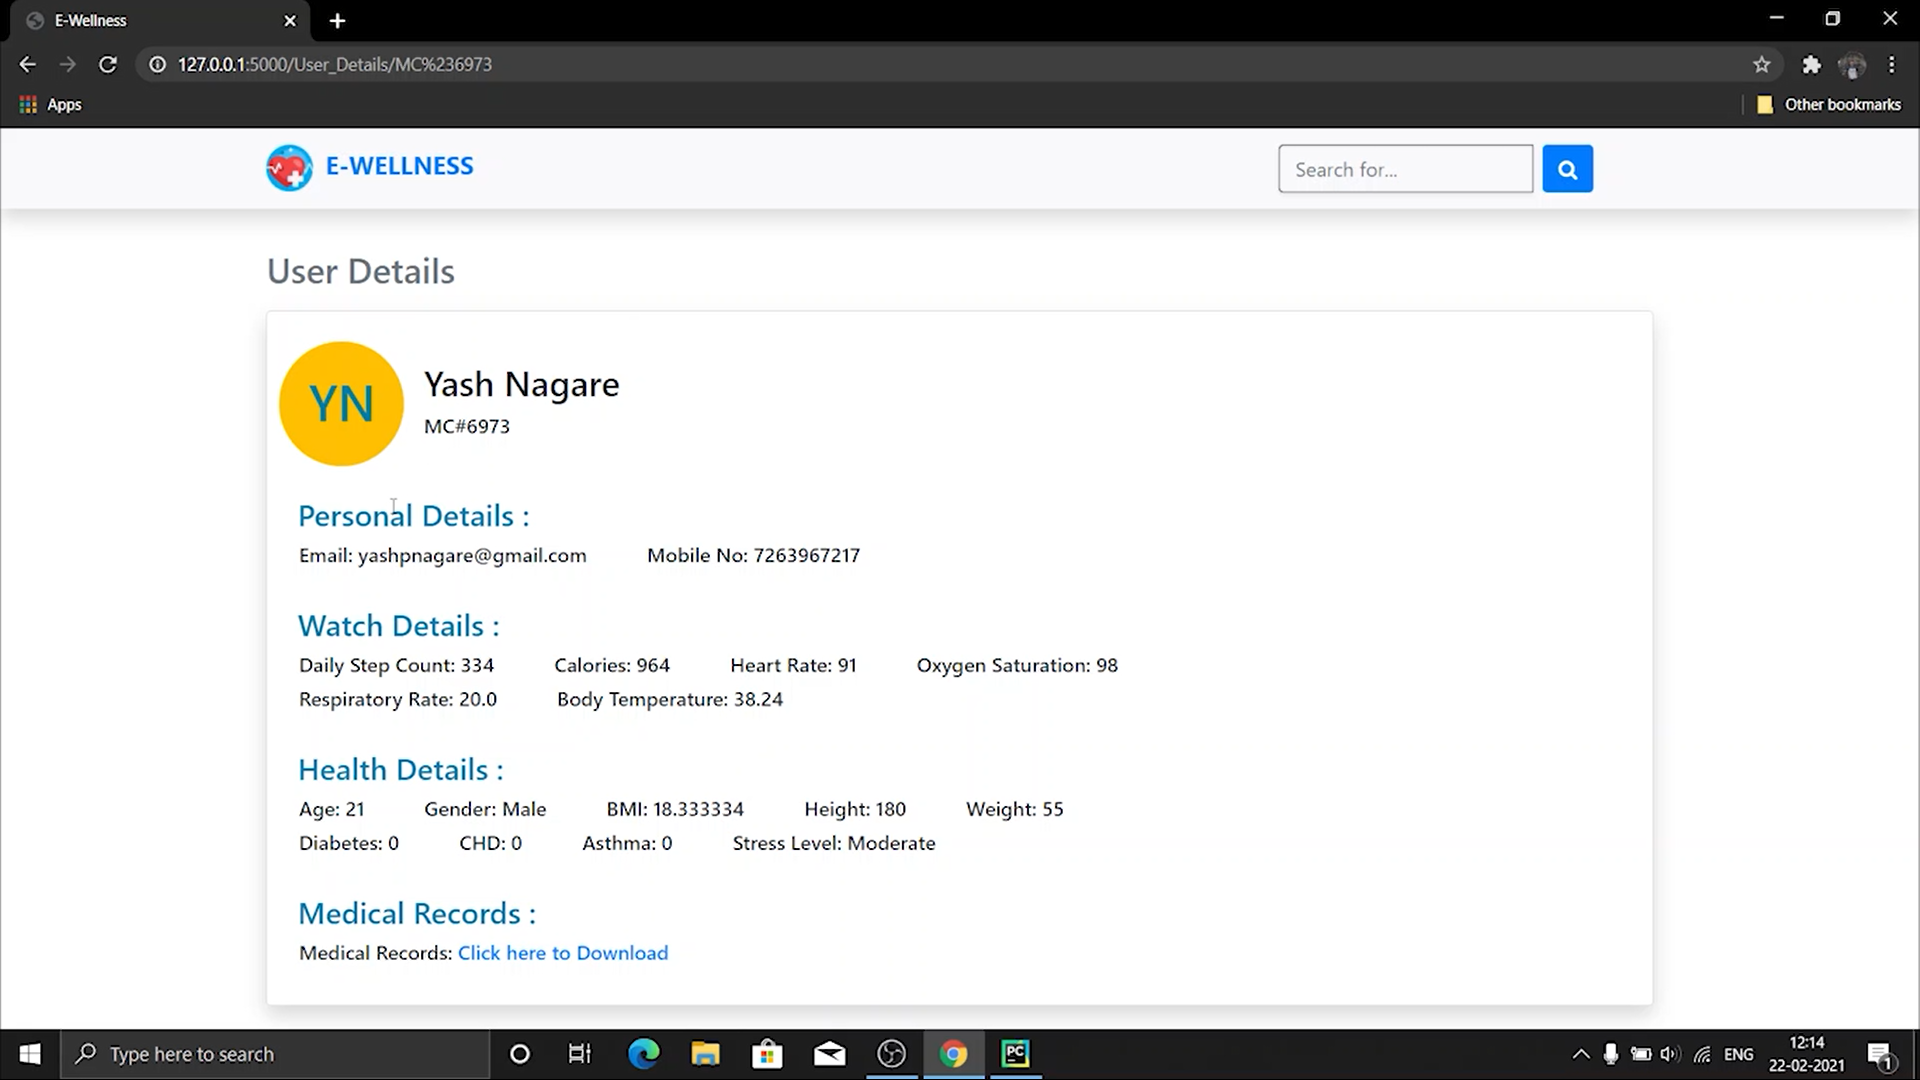 E-Wellness
127.0.0.1:5000/User_Details/MC%236973
Apps
Other bookmarks
E-WELLNESS
Search for...
User Details
YN
Yash Nagare
MC#6973
Personal Details :
Email: yashpnagare@gmail.com Mobile No: 7263967217
Watch Details :
Daily Step Count: 334 Calories: 964 Heart Rate: 91 Oxygen Saturation: 98
Respiratory Rate: 20.0 Body Temperature: 38.24
Health Details :
Age: 21 Gender: Male BMI: 18.333334 Height: 180 Weight: 55
Diabetes: 0 CHD: 0 Asthma: 0 Stress Level: Moderate
Medical Records :
Medical Records: Click here to Download
Type here to search
PC
ENG
12:14
22-02-2021
1